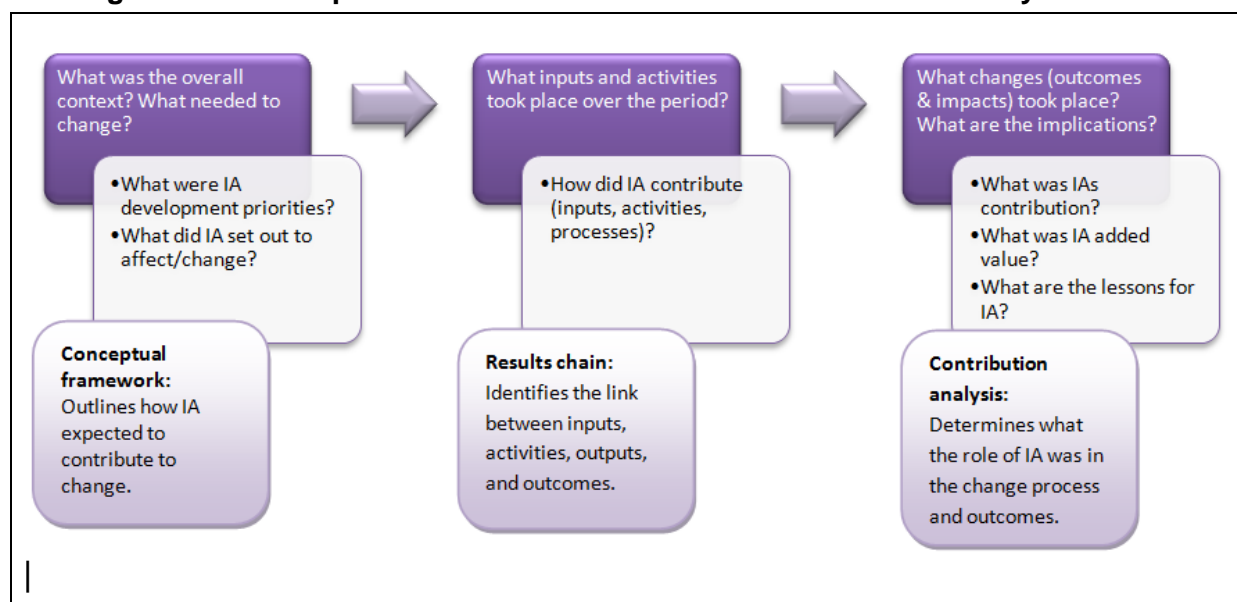 What was the overall
context? What needed to
change?
•What were IA
development priorities?
•What did IA set out to
affect/change?
Conceptual
framework:
Outlines how IA
expected to
contribute to
change.
What inputs and activities
took place over the period?
•How did IA contribute
(inputs, activities,
processes)?
Results chain:
Identifies the link
between inputs,
activities, outputs,
and outcomes.
What changes (outcomes
& impacts) took place?
What are the implications?
•What was IAs
contribution?
•What was IA added
value?
•What are the lessons for
IA?
Contribution
analysis:
Determines what
the role of IA was in
the change process
and outcomes.